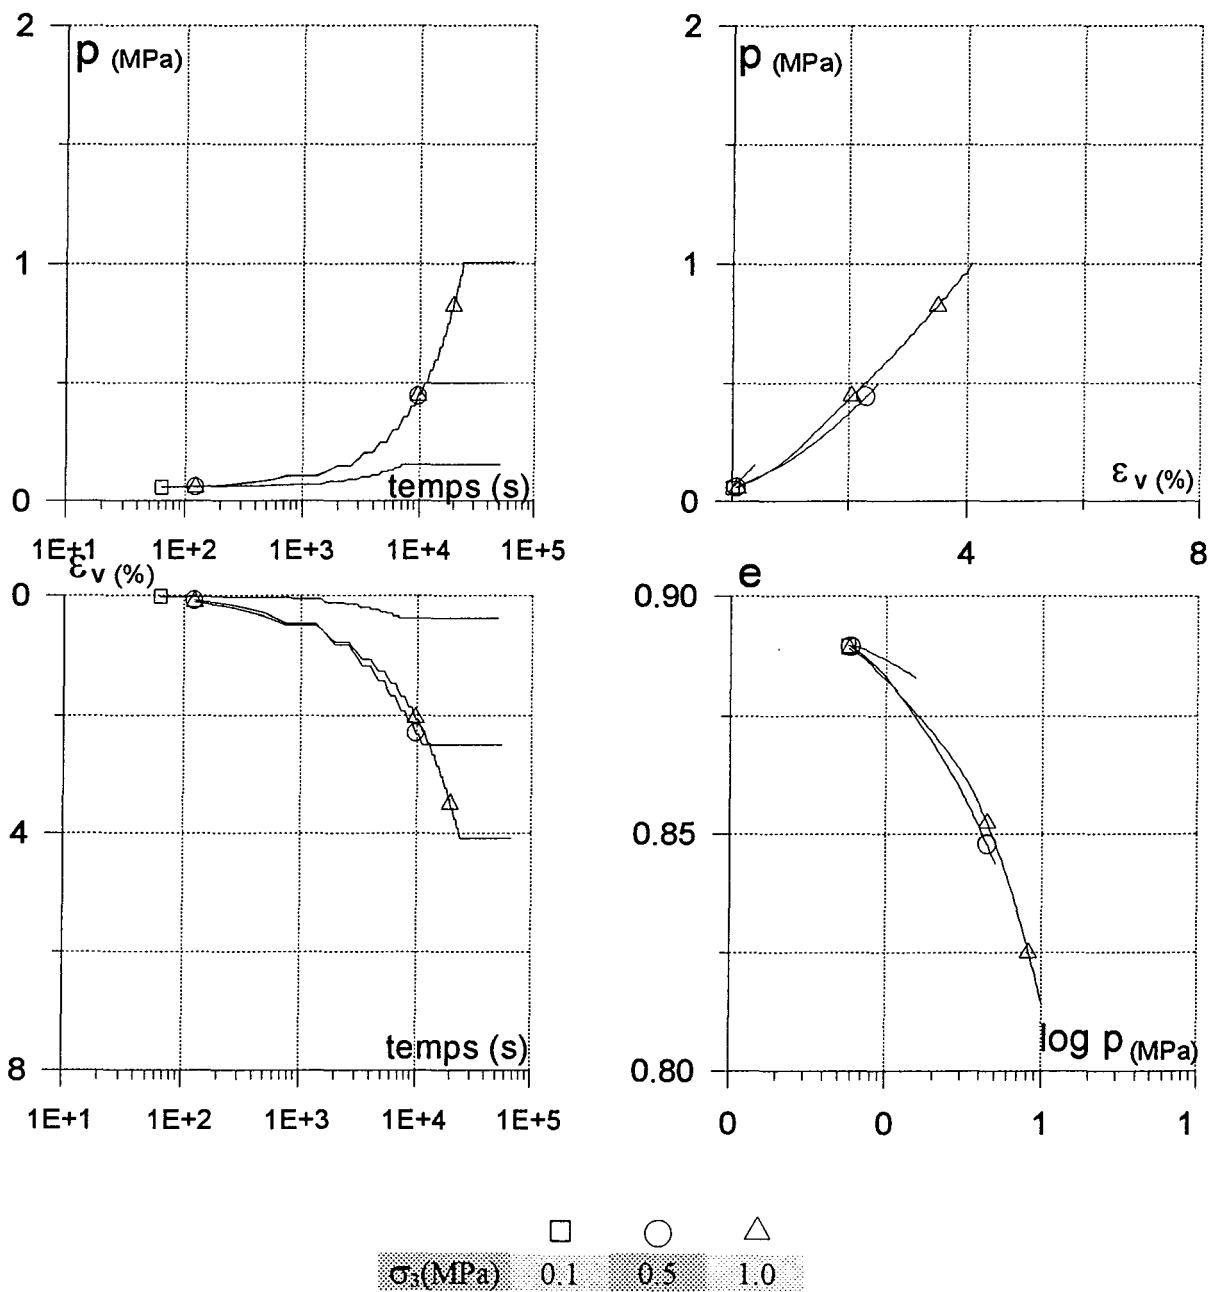 2
p (MPa)
1
0
temps (s)
1E+1 1E+2 1E+3 1E+4 1E+5
2
p (MPa)
1
0
εv (%)
4 8
εv (%)
0
4
8
temps (s)
1E+1 1E+2 1E+3 1E+4 1E+5
e
0.90
0.85
0.80
log p (MPa)
0 0 1 1
σ3(MPa) 0.1 0.5 1.0